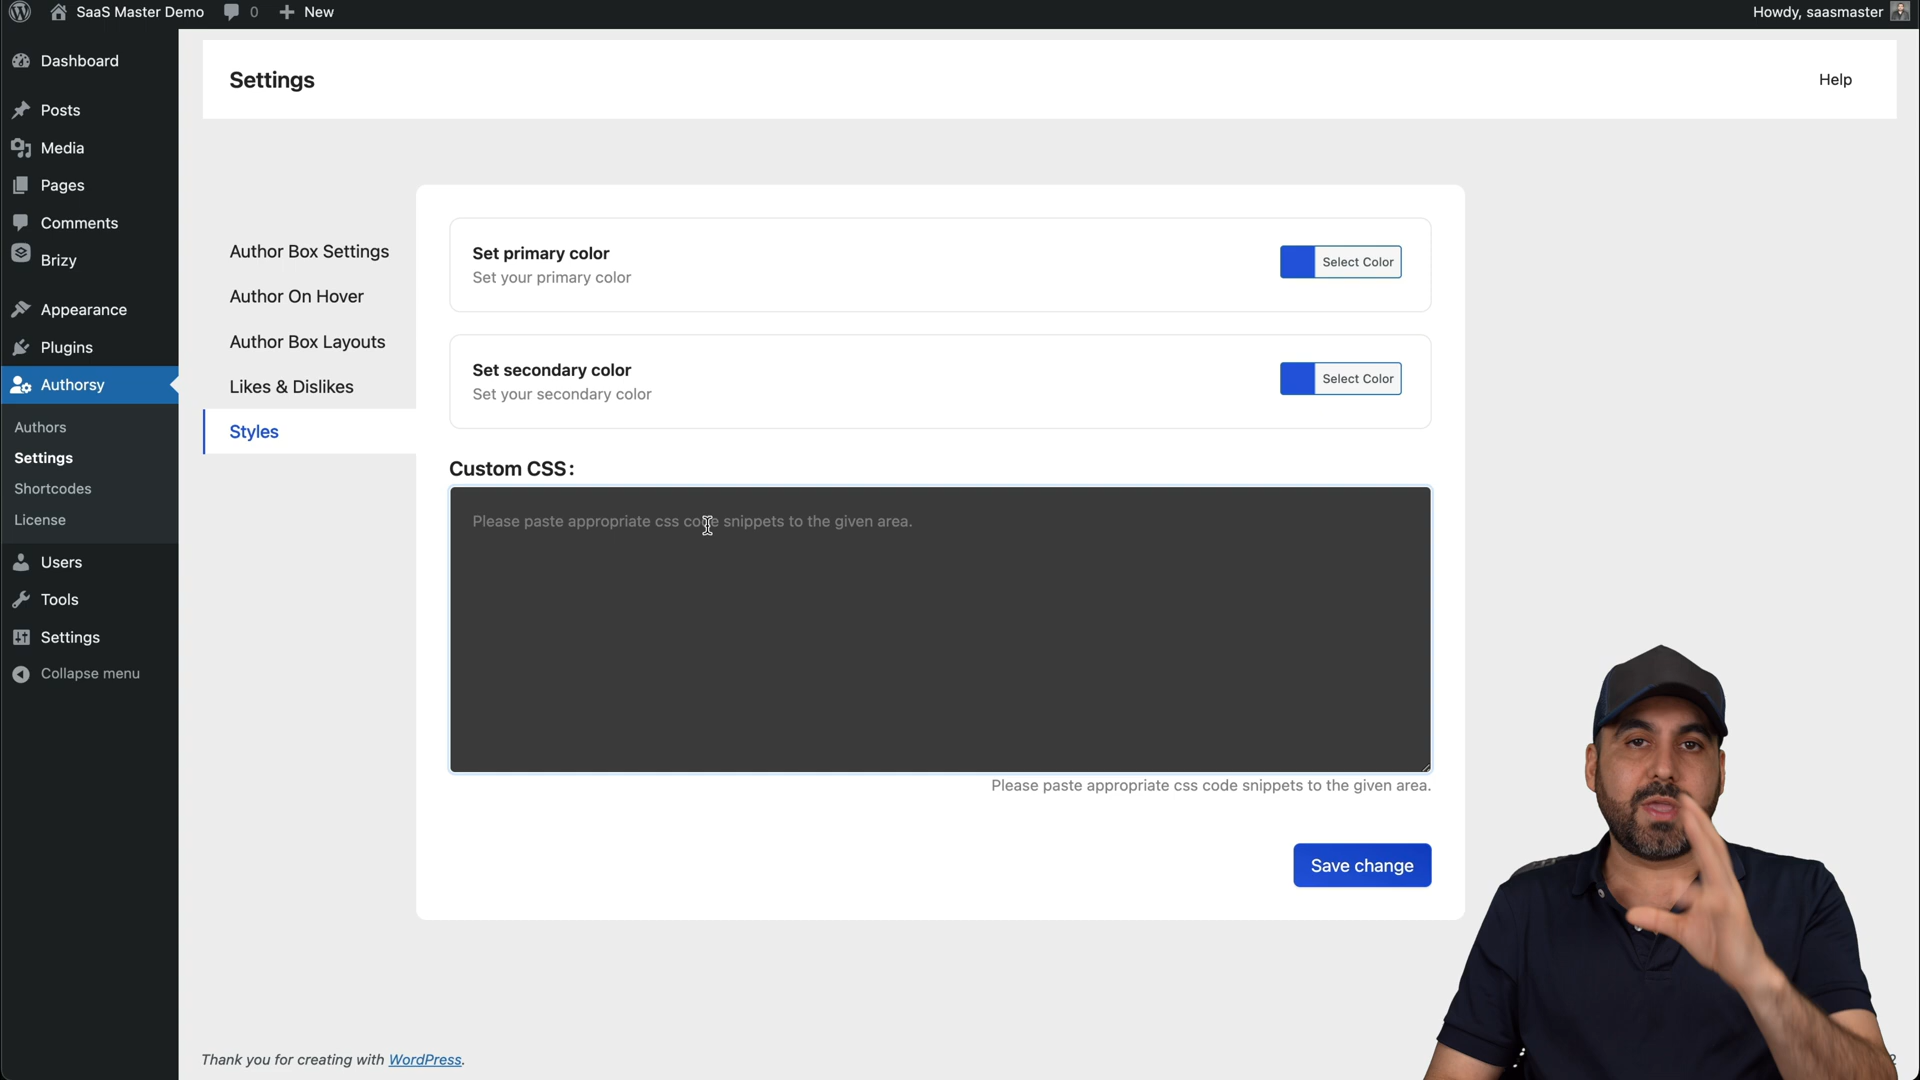 SaaS Master Demo
0
New
Howdy, saasmaster
Dashboard
Posts
Media
Pages
Comments
Brizy
Appearance
Plugins
Authorsy
Authors
Settings
Shortcodes
License
Users
Tools
Settings
Collapse menu
Settings
Help
Author Box Settings
Author On Hover
Author Box Layouts
Likes & Dislikes
Styles
Set primary color
Set your primary color
Select Color
Set secondary color
Set your secondary color
Select Color
Custom CSS:
Please paste appropriate css code snippets to the given area.
Please paste appropriate css code snippets to the given area.
Save change
Thank you for creating with WordPress.